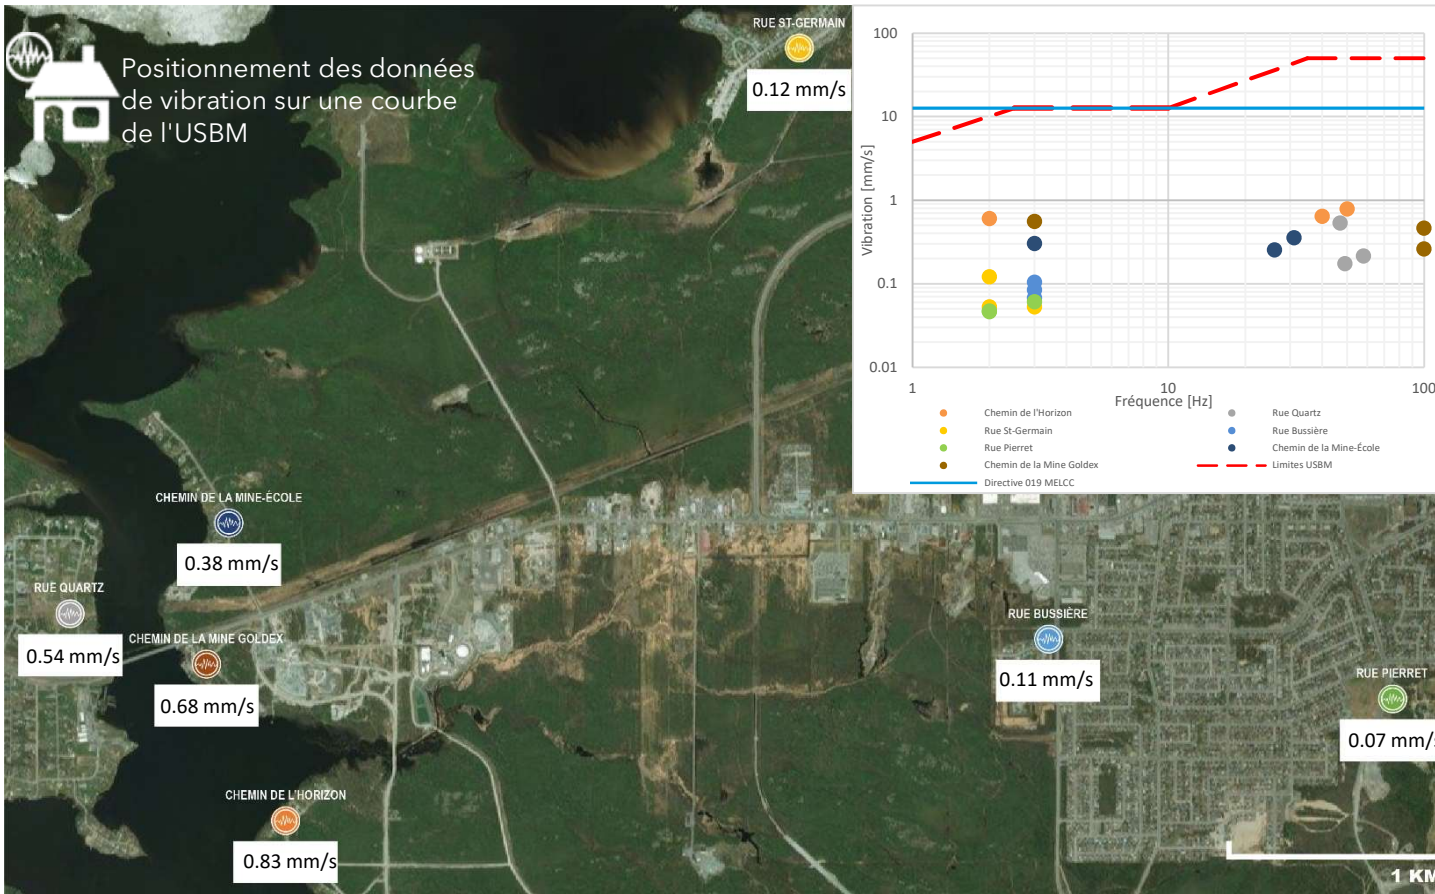 Positionnement des données
de vibration sur une courbe
de l'USBM
RUE ST-GERMAIN
0.12 mm/s
CHEMIN DE LA MINE-ÉCOLE
0.38 mm/s
RUE QUARTZ
0.54 mm/s
CHEMIN DE LA MINE GOLDEX
0.68 mm/s
CHEMIN DE L'HORIZON
0.83 mm/s
RUE BUSSIÈRE
0.11 mm/s
RUE PIERRET
0.07 mm/s
1 KM
Vibration [mm/s]
100
10
1
0.1
0.01
1
10
100
Fréquence [Hz]
Chemin de l'Horizon
Rue Quartz
Rue St-Germain
Rue Bussière
Rue Pierret
Chemin de la Mine-École
Chemin de la Mine Goldex
Limites USBM
Directive 019 MELCC